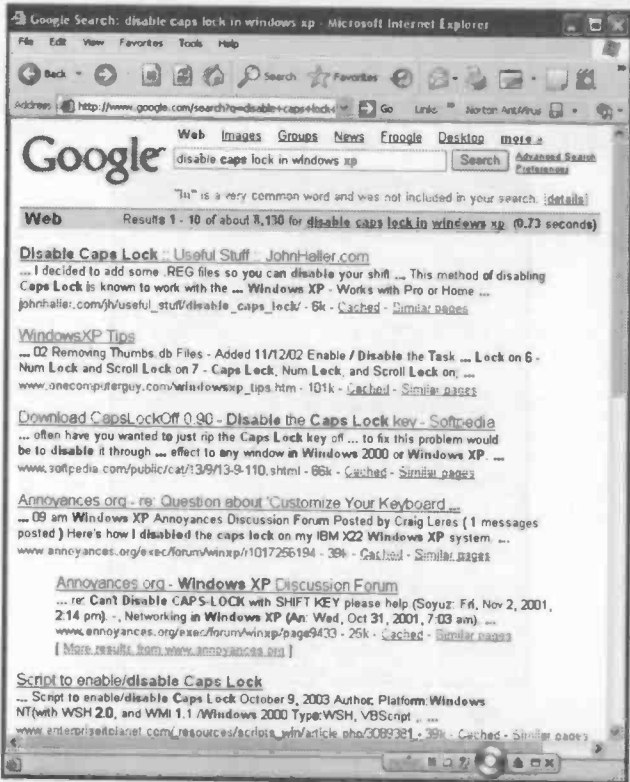 Google Search: disable caps lock in windows xp - Microsoft Internet Explorer
File Edit View Favorites Tools Help
Back Search Favorites
Address http://www.google.com/search?q=disable+caps+lock+ Go Links » Norton AntiVirus
Google
Web Images Groups News Froogle Desktop more »
disable caps lock in windows xp Search Advanced Search
Preferences
"In" is a very common word and was not included in your search. [details]
Web Results 1 - 10 of about 8,130 for disable caps lock in windows xp (0.73 seconds)
Disable Caps Lock :: Useful Stuff :: JohnHaller.com
... I decided to add some .REG files so you can disable your shift ... This method of disabling
Caps Lock is known to work with the ... Windows XP - Works with Pro or Home ...
johnhaller.com/jh/useful_stuff/disable_caps_lock/ - 6k - Cached - Similar pages
WindowsXP Tips
... 02 Removing Thumbs.db Files - Added 11/12/02 Enable / Disable the Task ... Lock on 6 -
Num Lock and Scroll Lock on 7 - Caps Lock, Num Lock, and Scroll Lock on, ...
www.onecomputerguy.com/windowsxp_tips.htm - 101k - Cached - Similar pages
Download CapsLockOff 0.90 - Disable the Caps Lock key - Softpedia
... often have you wanted to just rip the Caps Lock key off ... to fix this problem would
be to disable it through ... effect to any window in Windows 2000 or Windows XP. ...
www.softpedia.com/public/cat/13/9/13-9-110.shtml - 86k - Cached - Similar pages
Annoyances.org - re: Question about 'Customize Your Keyboard ...
... 09 am Windows XP Annoyances Discussion Forum Posted by Craig Leres ( 1 messages
posted ) Here's how I disabled the caps lock on my IBM X22 Windows XP system. ...
www.annoyances.org/exec/forum/winxp/r1017256194 - 39k - Cached - Similar pages
Annoyances.org - Windows XP Discussion Forum
... re: Can't Disable CAPS-LOCK with SHIFT KEY please help (Soyuz: Fri, Nov 2, 2001,
2:14 pm). -, Networking in Windows XP (An: Wed, Oct 31, 2001, 7:03 am). ...
www.annoyances.org/exec/forum/winxp/page9433 - 25k - Cached - Similar pages
[ More results from www.annoyances.org ]
Script to enable/disable Caps Lock
... Script to enable/disable Caps Lock October 9, 2003 Author: Platform:Windows
NT(with WSH 2.0, and WMI 1.1 /Windows 2000 Type:WSH, VBScript , ...
www.enterpriseitplanet.com/_resources/scripts_win/article.php/3089381_ - 39k - Cached - Similar pages